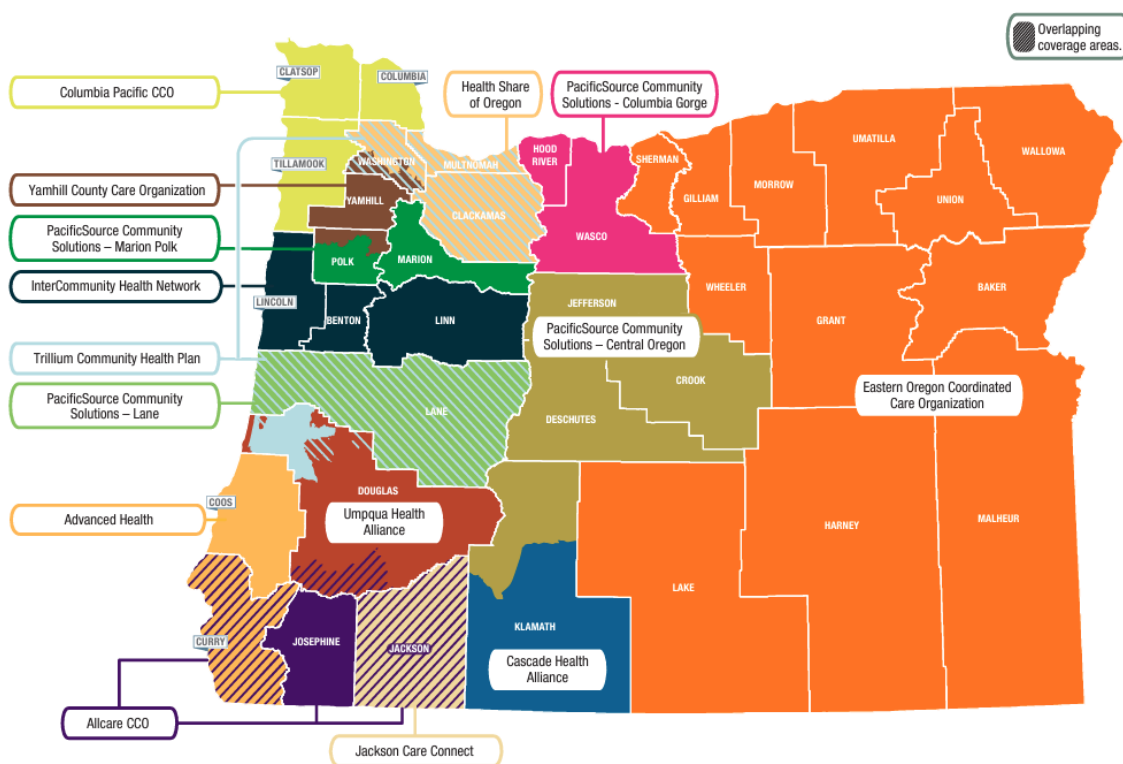 Overlapping
coverage areas.
CLATSOP
COLUMBIA
Columbia Pacific CCO
Health Share
of Oregon
PacificSource Community
Solutions - Columbia Gorge
TILLAMOOK
WASHINGTON
MULTNOMAH
HOOD
RIVER
SHERMAN
UMATILLA
WALLOWA
MORROW
GILLIAM
UNION
Yamhill County Care Organization
YAMHILL
CLACKAMAS
WASCO
PacificSource Community
Solutions – Marion Polk
POLK
MARION
InterCommunity Health Network
LINCOLN
BENTON
LINN
JEFFERSON
WHEELER
GRANT
BAKER
PacificSource Community
Solutions – Central Oregon
Trillium Community Health Plan
CROOK
PacificSource Community
Solutions – Lane
LANE
DESCHUTES
Eastern Oregon Coordinated
Care Organization
DOUGLAS
Umpqua Health
Alliance
COOS
Advanced Health
HARNEY
MALHEUR
LAKE
CURRY
JOSEPHINE
JACKSON
KLAMATH
Cascade Health
Alliance
Allcare CCO
Jackson Care Connect